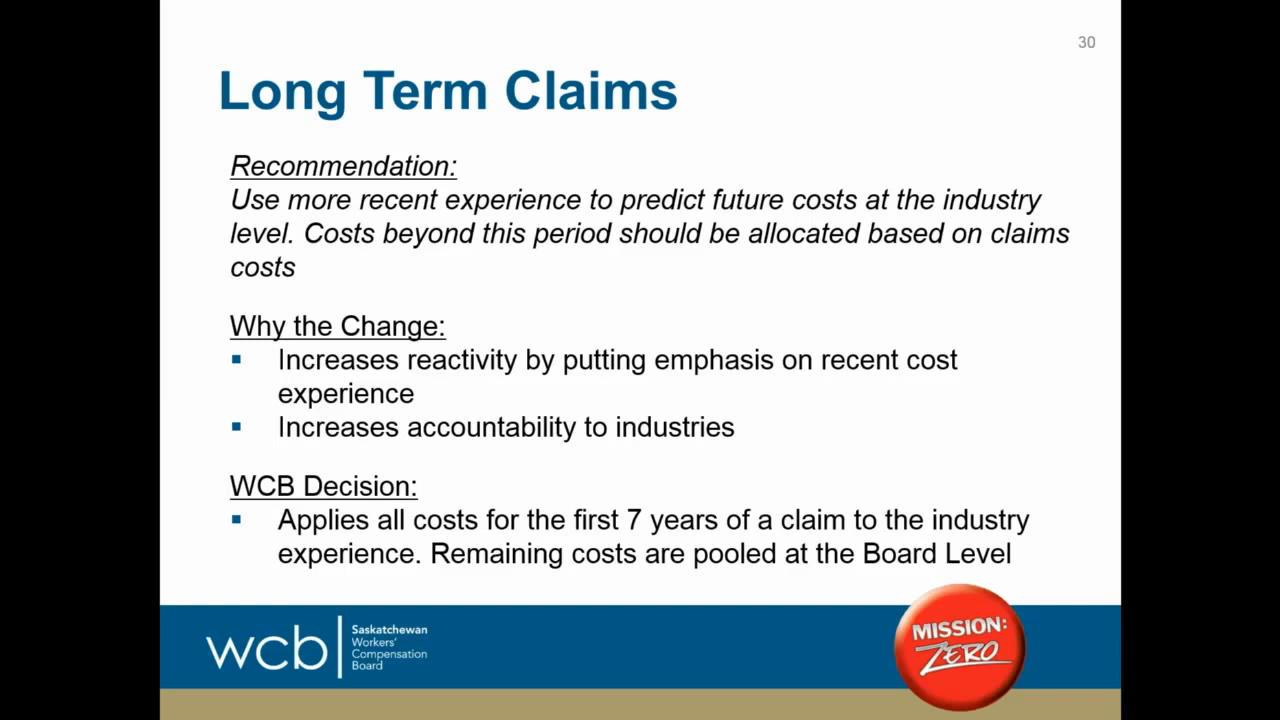 30
Long Term Claims
Recommendation:
Use more recent experience to predict future costs at the industry
level. Costs beyond this period should be allocated based on claims
costs
Why the Change:
▪ Increases reactivity by putting emphasis on recent cost
experience
▪ Increases accountability to industries
WCB Decision:
▪ Applies all costs for the first 7 years of a claim to the industry
experience. Remaining costs are pooled at the Board Level
wcb
Saskatchewan
Workers'
Compensation
Board
MISSION:
ZERO